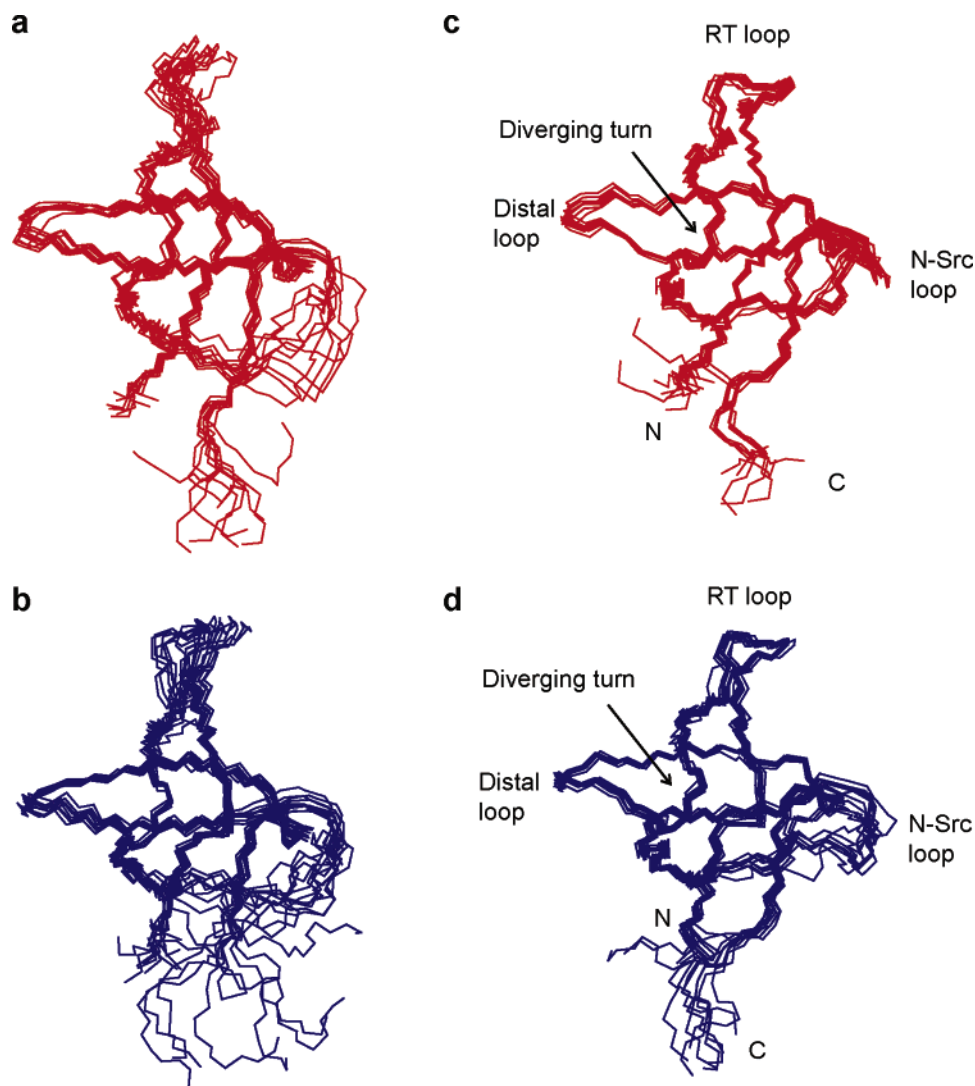 a
c
RT loop
Diverging turn
Distal
loop
N-Src
loop
N
C
b
d
RT loop
Diverging turn
Distal
loop
N-Src
loop
N
C